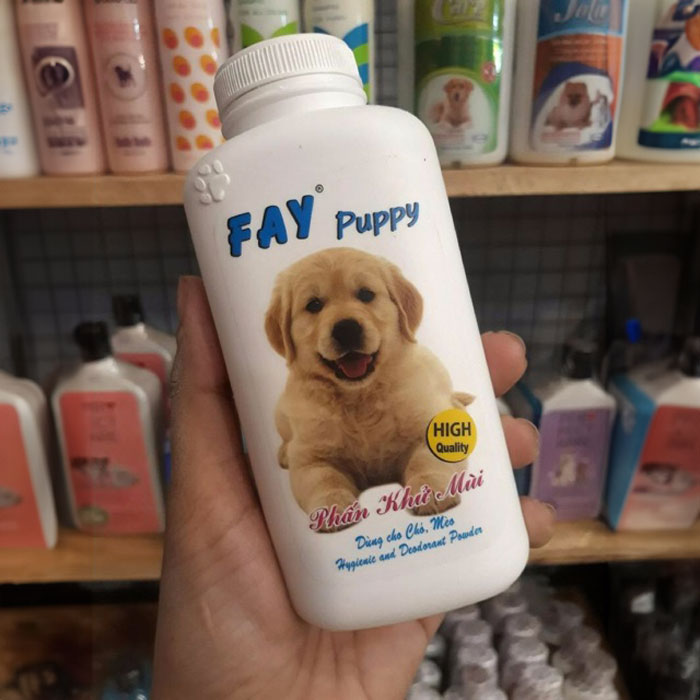 FAY® Puppy
HIGH
Quality
Phấn Khử Mùi
Dùng cho Chó, Mèo
Hygienic and Deodorant Powder